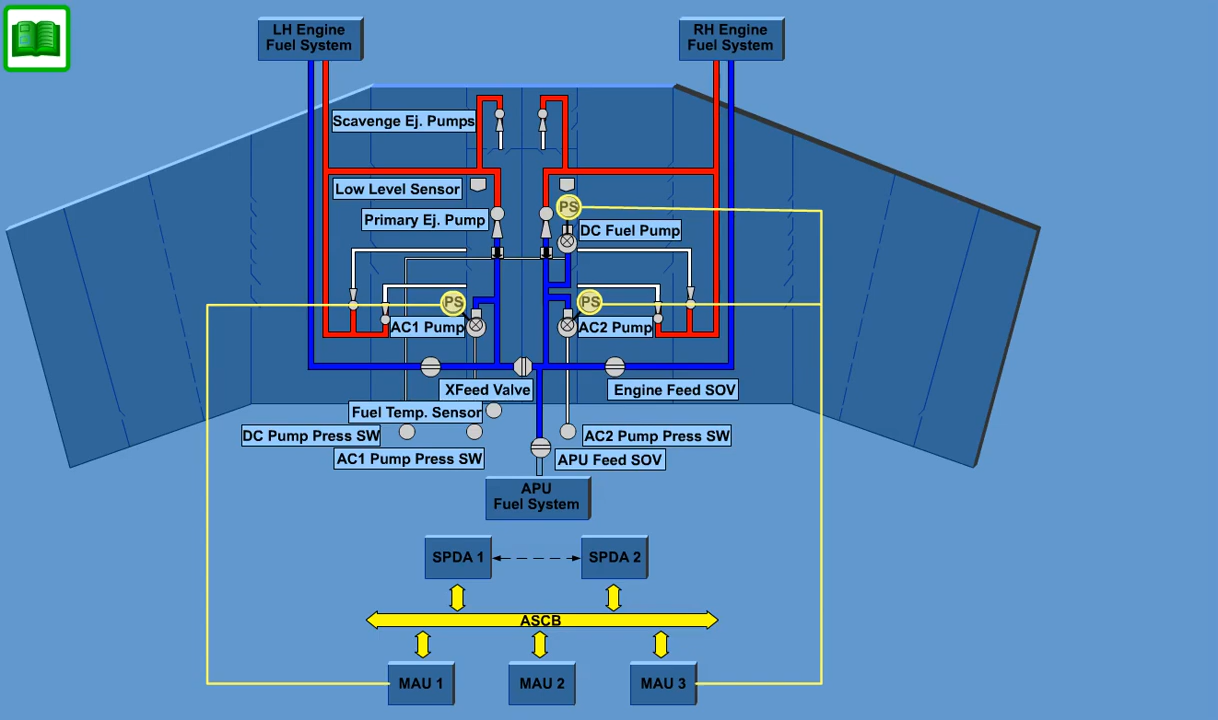 LH Engine
Fuel System
RH Engine
Fuel System
Scavenge Ej. Pumps
Low Level Sensor
PS
Primary Ej. Pump
DC Fuel Pump
PS
PS
AC1 Pump
AC2 Pump
XFeed Valve
Engine Feed SOV
Fuel Temp. Sensor
DC Pump Press SW
AC2 Pump Press SW
AC1 Pump Press SW
APU Feed SOV
APU
Fuel System
SPDA 1
SPDA 2
ASCB
MAU 1
MAU 2
MAU 3